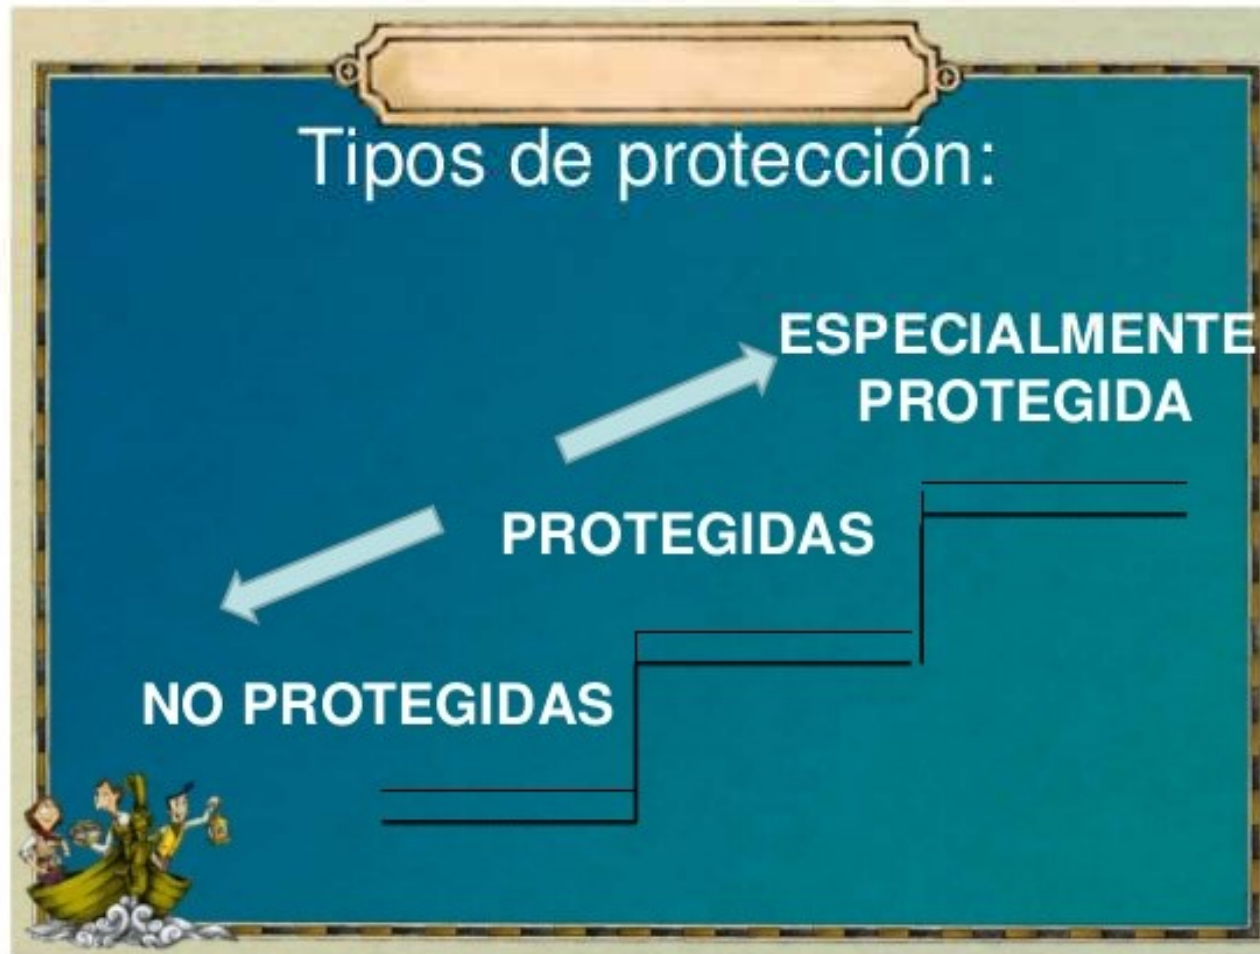 Tipos de protección:
ESPECIALMENTE
PROTEGIDA
PROTEGIDAS
NO PROTEGIDAS